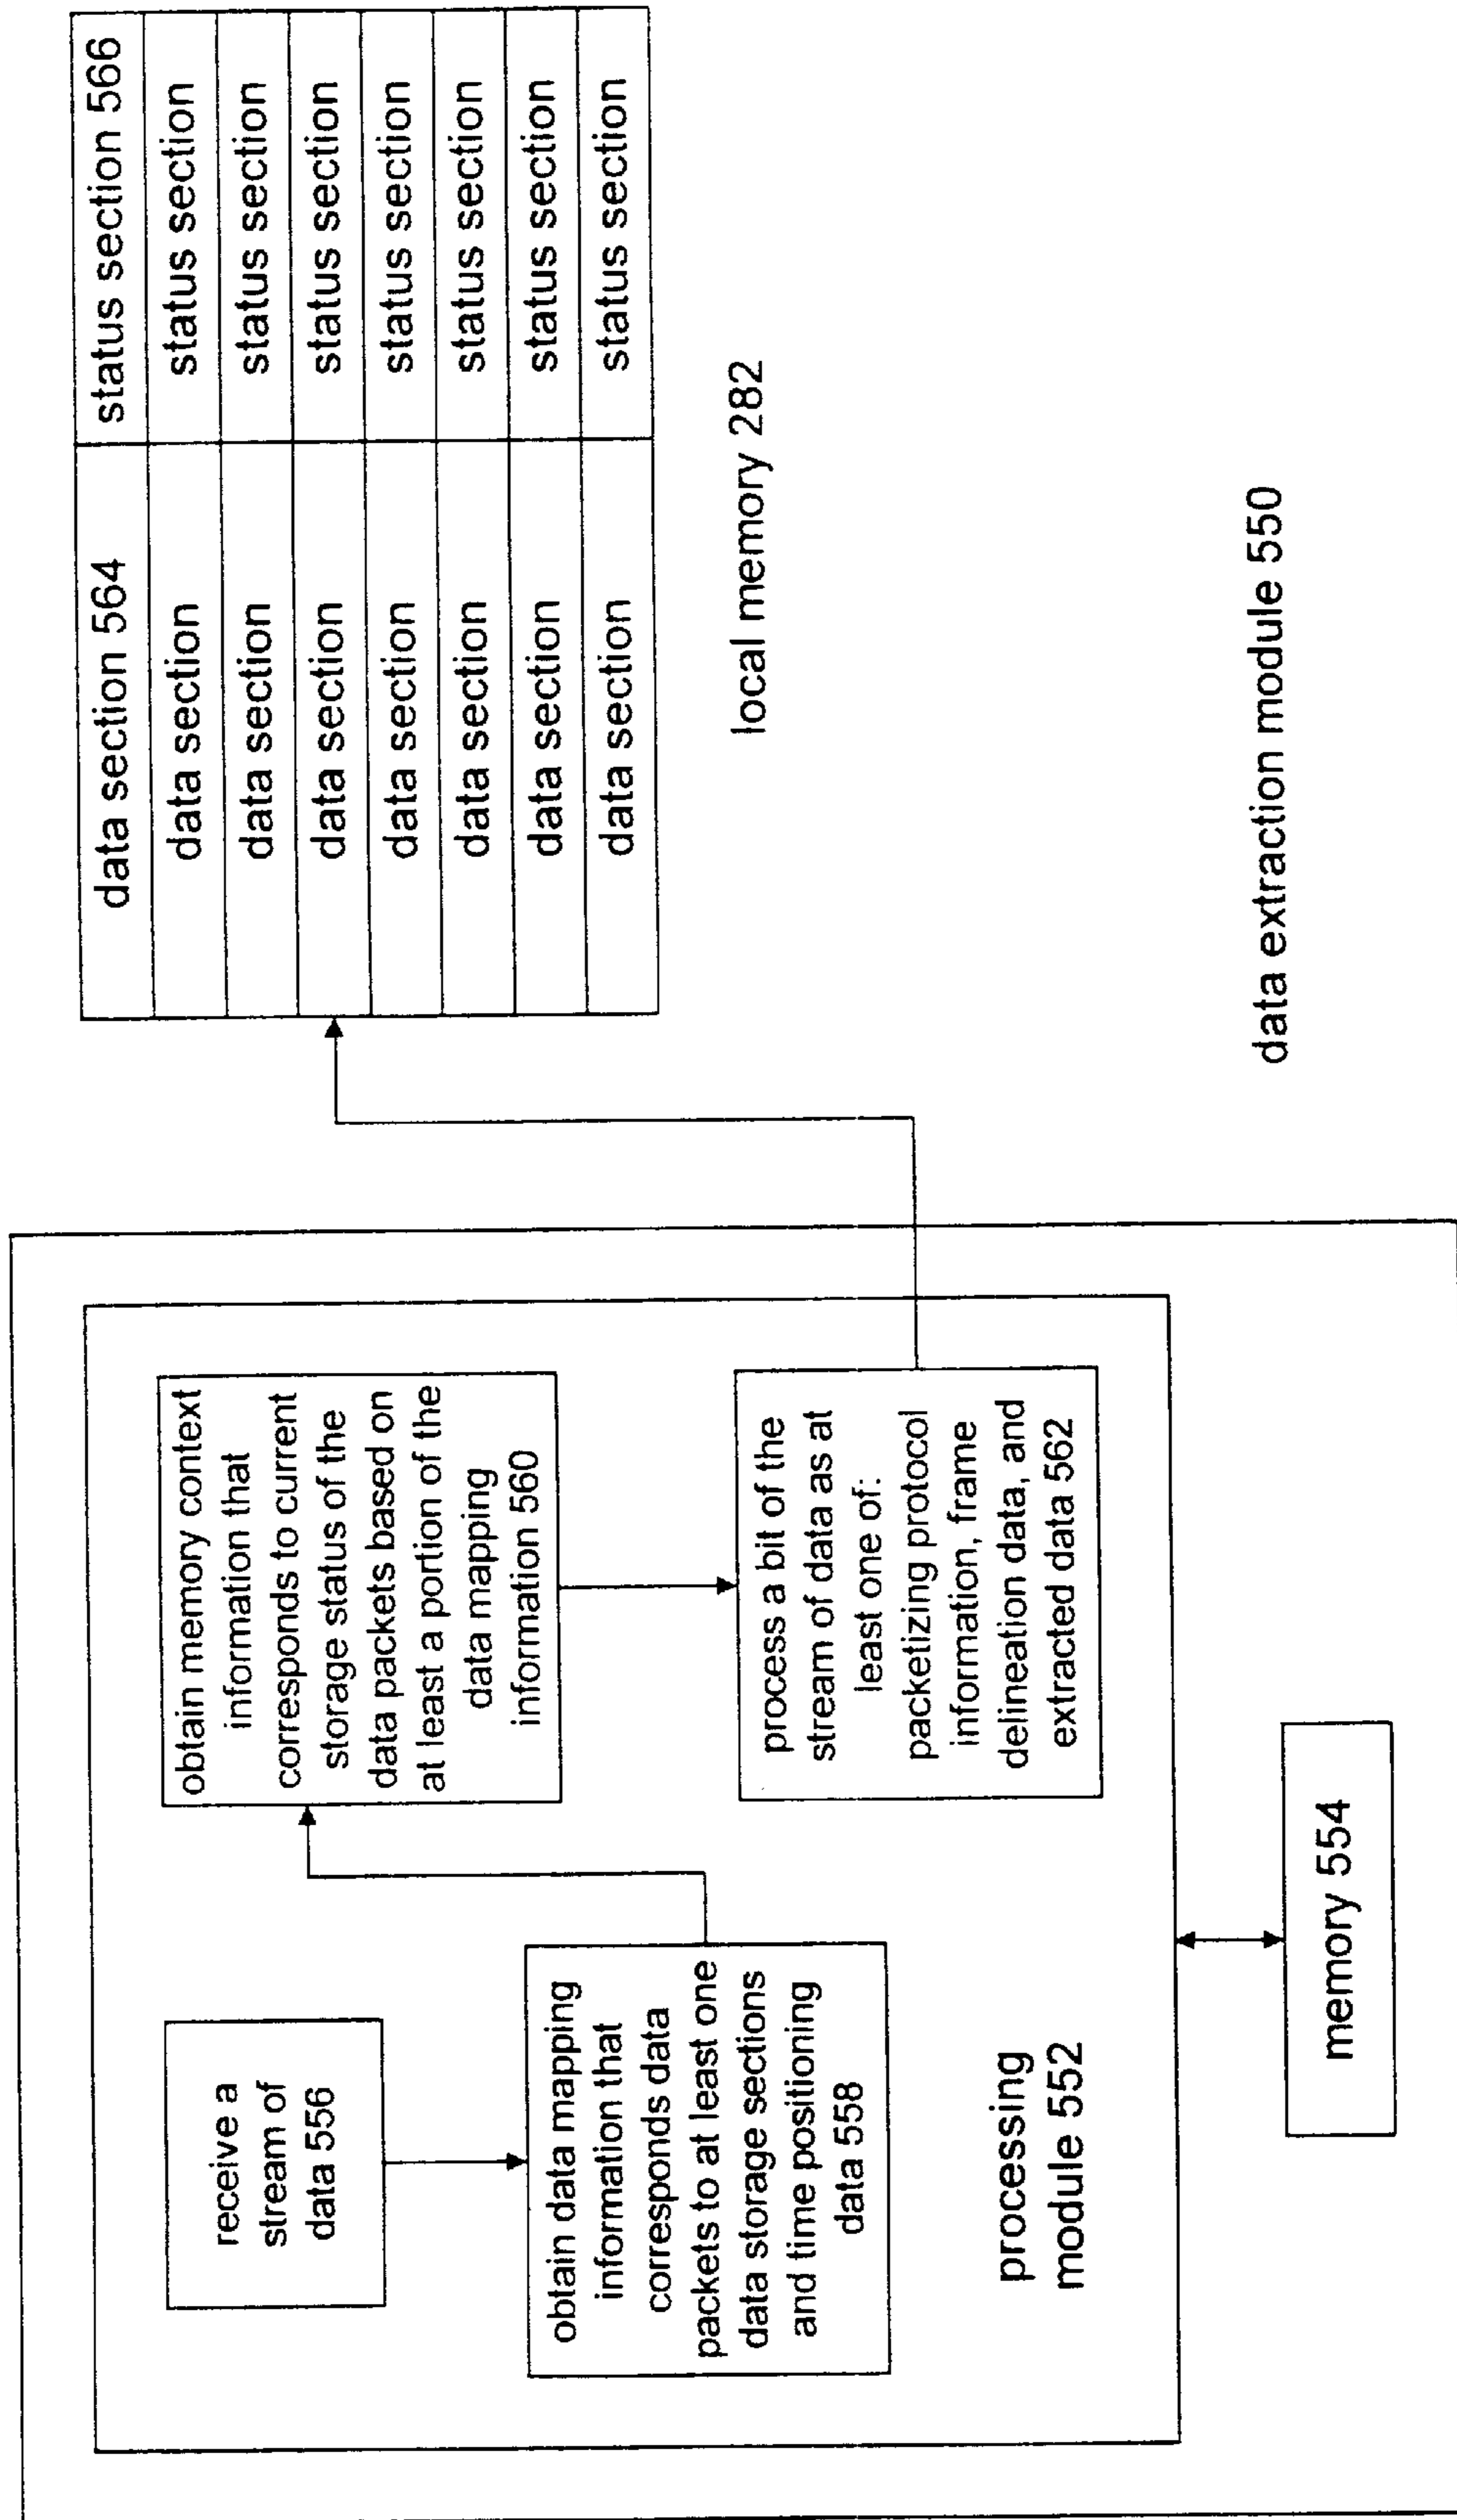 receive a
stream of
data 556
obtain data mapping
information that
corresponds data
packets to at least one
data storage sections
and time positioning
data 558
obtain memory context
information that
corresponds to current
storage status of the
data packets based on
at least a portion of the
data mapping
information 560
process a bit of the
stream of data as at
least one of:
packetizing protocol
information, frame
delineation data, and
extracted data 562
processing
module 552
memory 554
data section 564
status section 566
data section
status section
data section
status section
data section
status section
data section
status section
data section
status section
data section
status section
data section
status section
local memory 282
data extraction module 550